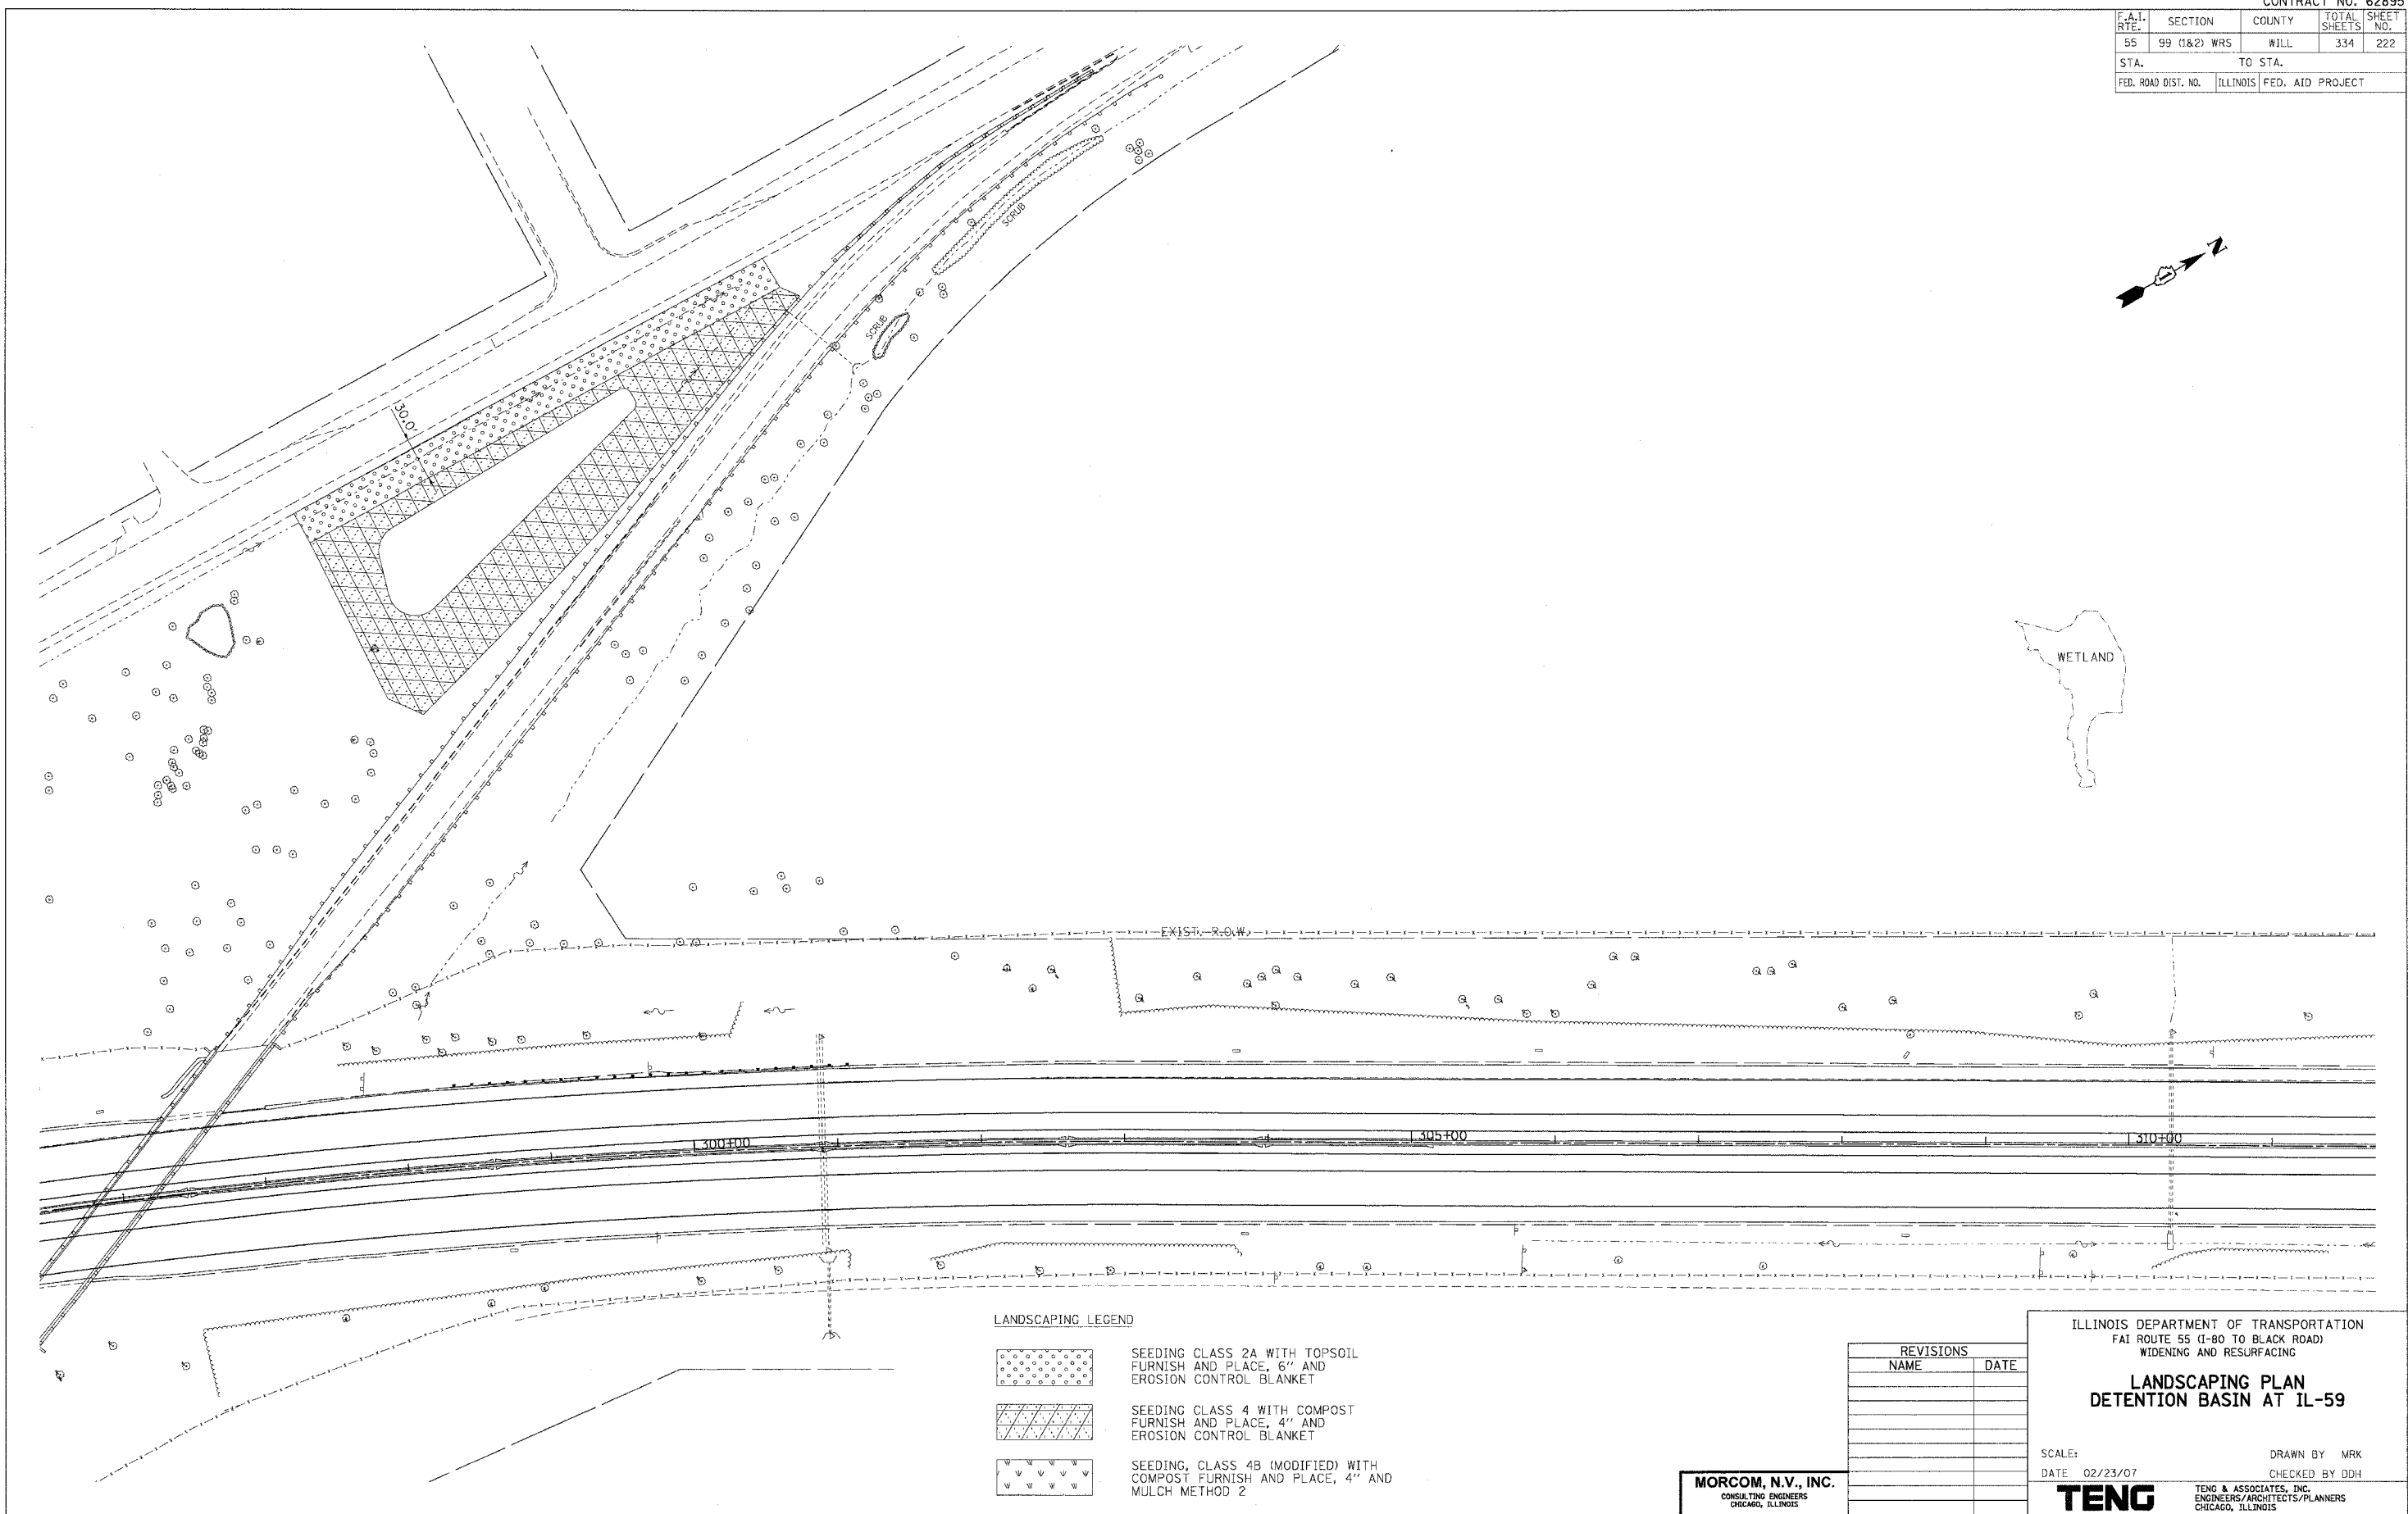 CONTRACT NO. 62895
F.A.I. RTE. SECTION COUNTY TOTAL SHEETS SHEET NO.
55 99 (1&2) WRS WILL 334 222
STA. TO STA.
FED. ROAD DIST. NO. ILLINOIS FED. AID PROJECT
SCRUB
N
SCRUB
30.0'
WETLAND
EXIST. R.O.W.
300+00
305+00
310+00
LANDSCAPING LEGEND
SEEDING CLASS 2A WITH TOPSOIL
FURNISH AND PLACE, 6" AND
EROSION CONTROL BLANKET
SEEDING CLASS 4 WITH COMPOST
FURNISH AND PLACE, 4" AND
EROSION CONTROL BLANKET
SEEDING, CLASS 4B (MODIFIED) WITH
COMPOST FURNISH AND PLACE, 4" AND
MULCH METHOD 2
MORCOM, N.V., INC.
CONSULTING ENGINEERS
CHICAGO, ILLINOIS
REVISIONS
NAME DATE
ILLINOIS DEPARTMENT OF TRANSPORTATION
FAI ROUTE 55 (I-80 TO BLACK ROAD)
WIDENING AND RESURFACING
LANDSCAPING PLAN
DETENTION BASIN AT IL-59
SCALE: DRAWN BY MRK
DATE 02/23/07 CHECKED BY DDH
TENG
TENG & ASSOCIATES, INC.
ENGINEERS/ARCHITECTS/PLANNERS
CHICAGO, ILLINOIS